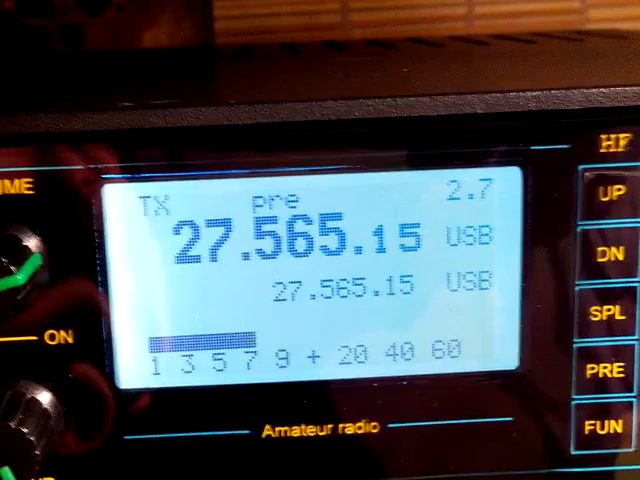 HF
UME
UP
TX pre 2.7
27.565.15 USB
DN
27.565.15 USB
SPL
ON
1 3 5 7 9 + 20 40 60
PRE
Amateur radio
FUN